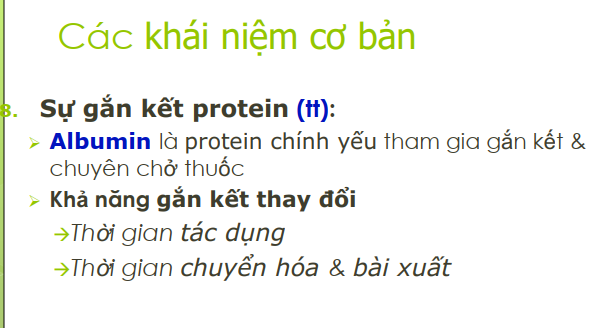 Các khái niệm cơ bản
8. Sự gắn kết protein (tt):
➢ Albumin là protein chính yếu tham gia gắn kết &
chuyên chở thuốc
➢ Khả năng gắn kết thay đổi
→Thời gian tác dụng
→Thời gian chuyển hóa & bài xuất